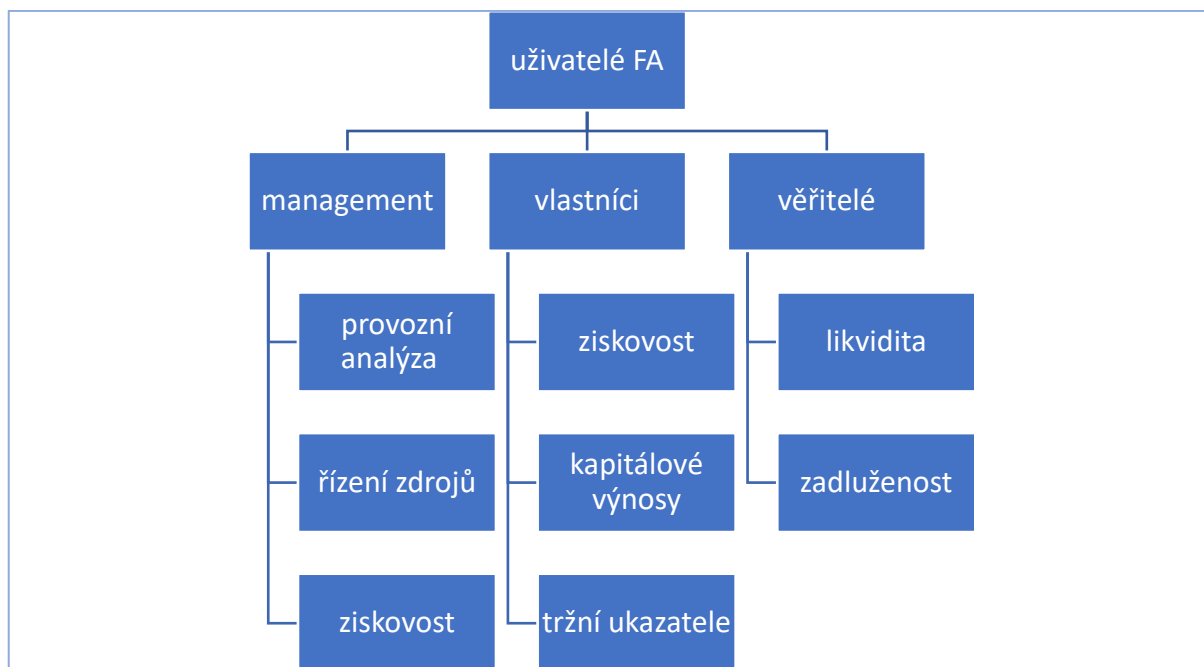 uživatelé FA
management
vlastníci
věřitelé
provozní
analýza
ziskovost
likvidita
řízení zdrojů
kapitálové
výnosy
zadluženost
ziskovost
tržní ukazatele